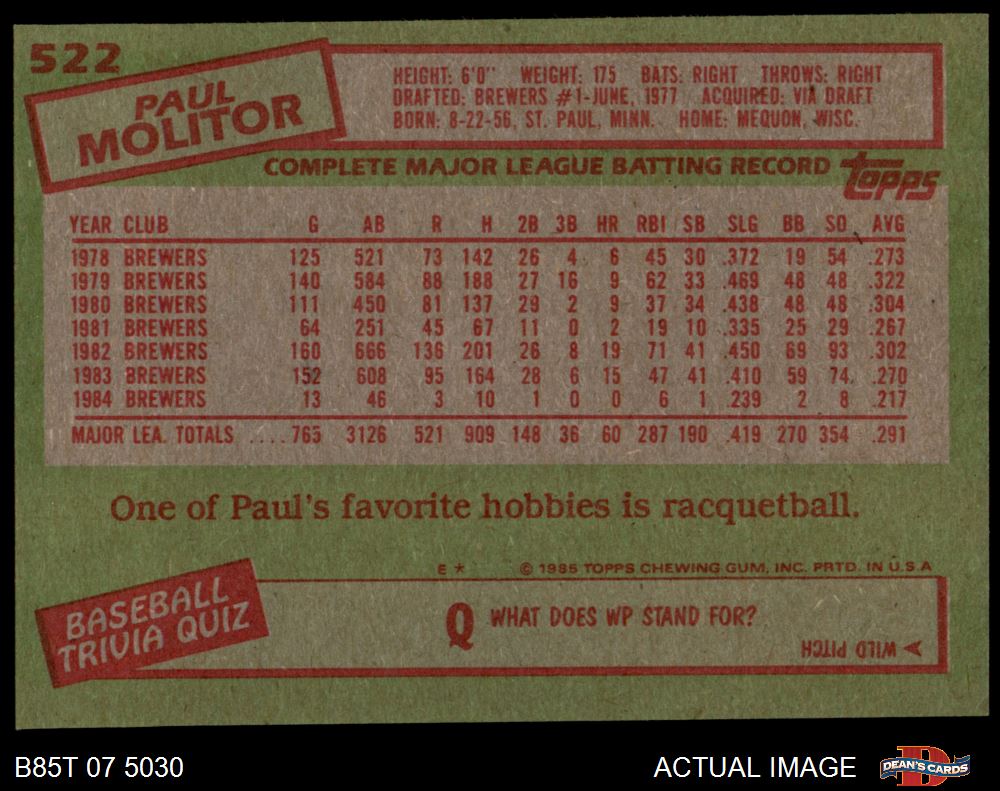 522
PAUL
MOLITOR
HEIGHT: 6'0" WEIGHT: 175 BATS: RIGHT THROWS: RIGHT
DRAFTED: BREWERS #1-JUNE, 1977 ACQUIRED: VIA DRAFT
BORN: 8-22-56, ST. PAUL, MINN. HOME: MEQUON, WISC.
COMPLETE MAJOR LEAGUE BATTING RECORD topps
YEAR CLUB G AB R H 2B 3B HR RBI SB SLG BB SO AVG
1978 BREWERS 125 521 73 142 26 4 6 45 30 .372 19 54 .273
1979 BREWERS 140 584 88 188 27 16 9 62 33 .469 48 48 .322
1980 BREWERS 111 450 81 137 29 2 9 37 34 .438 48 48 .304
1981 BREWERS 64 251 45 67 11 0 2 19 10 .335 25 29 .267
1982 BREWERS 160 666 136 201 26 8 19 71 41 .450 69 93 .302
1983 BREWERS 152 608 95 164 28 6 15 47 41 .410 59 74 .270
1984 BREWERS 13 46 3 10 1 0 0 6 1 .239 2 8 .217
MAJOR LEA. TOTALS ....765 3126 521 909 148 36 60 287 190 .419 270 354 .291
One of Paul's favorite hobbies is racquetball.
E * © 1985 TOPPS CHEWING GUM, INC. PRTD. IN U.S.A
BASEBALL
TRIVIA QUIZ
Q WHAT DOES WP STAND FOR?
WILD PITCH
B85T 07 5030
ACTUAL IMAGE
DEAN'S CARDS